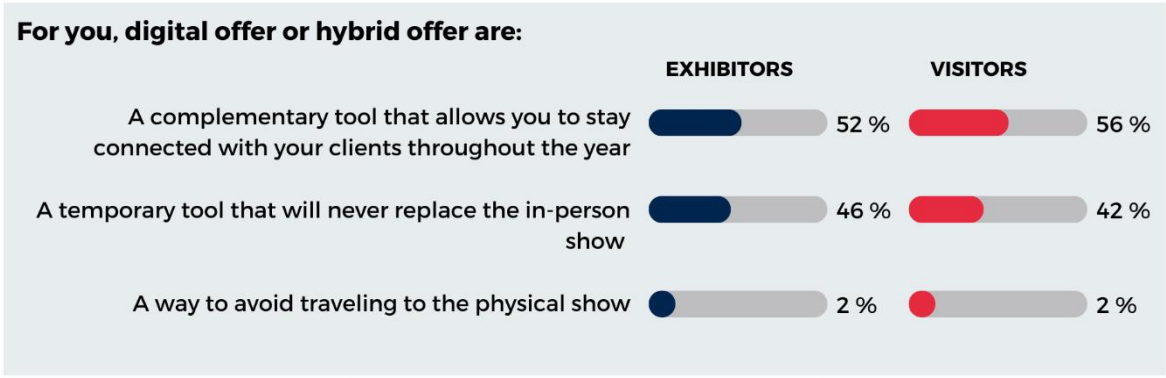 For you, digital offer or hybrid offer are:
EXHIBITORS VISITORS
A complementary tool that allows you to stay
connected with your clients throughout the year
52 % 56 %
A temporary tool that will never replace the in-person
show
46 % 42 %
A way to avoid traveling to the physical show
2 % 2 %